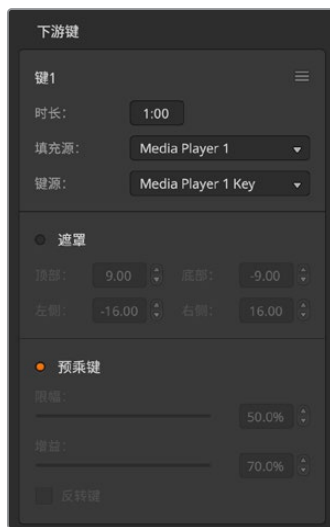 下游键
键1
时长: 1:00
填充源: Media Player 1
键源: Media Player 1 Key
遮罩
顶部: 9.00 底部: -9.00
左侧: -16.00 右侧: 16.00
预乘键
限幅:
50.0%
增益:
70.0%
反转键